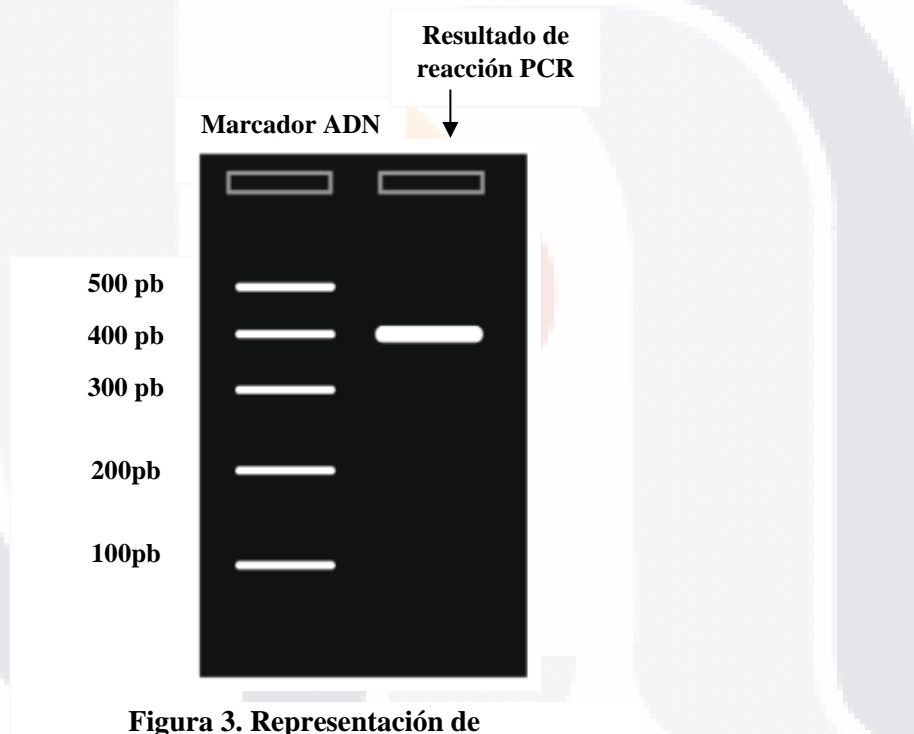 Resultado de
reacción PCR
Marcador ADN
500 pb
400 pb
300 pb
200pb
100pb
Figura 3. Representación de